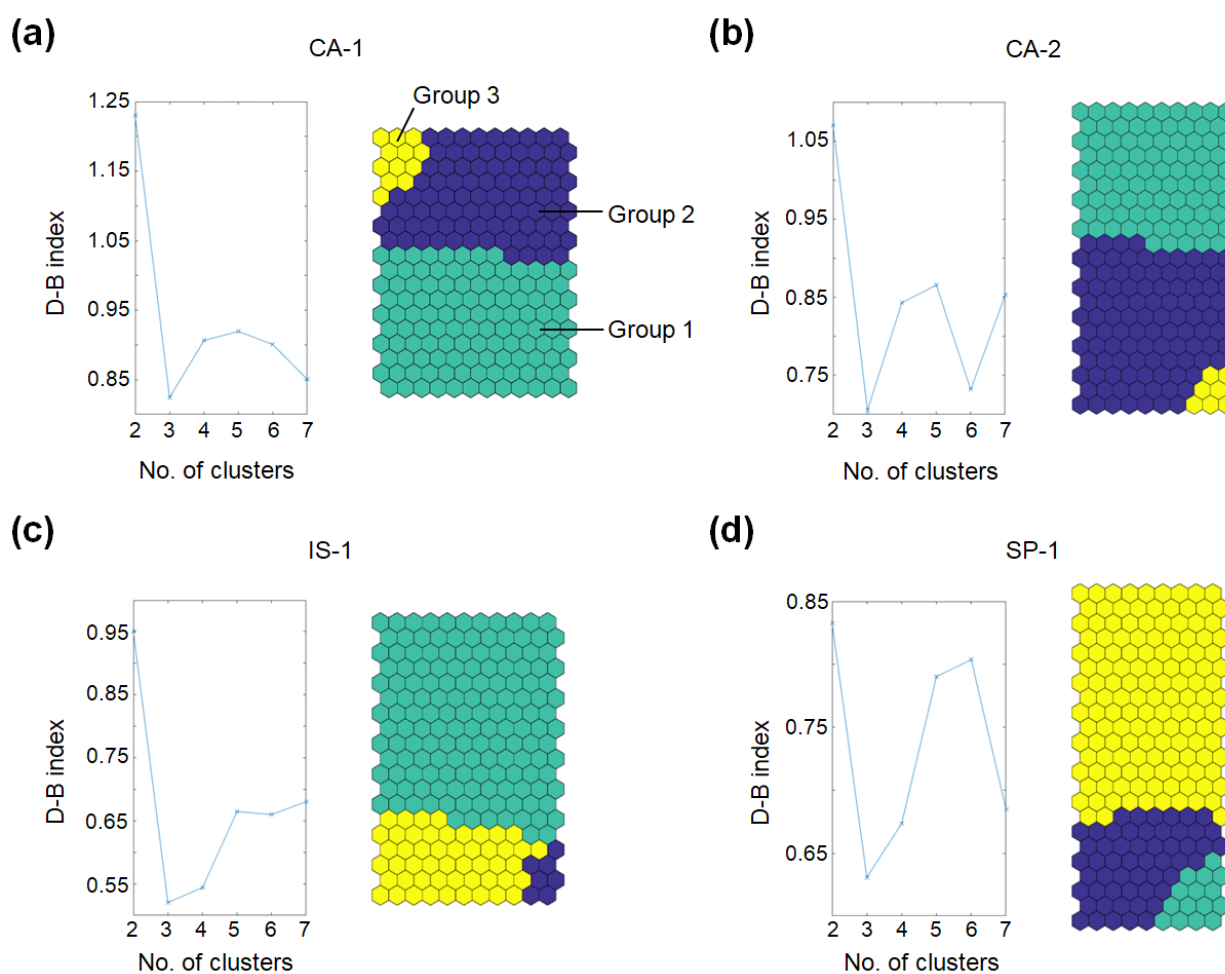 (a)
CA-1
1.25
1.15
1.05
0.95
0.85
D-B index
2 3 4 5 6 7
No. of clusters
Group 3
Group 2
Group 1
(b)
CA-2
1.05
0.95
0.85
0.75
D-B index
2 3 4 5 6 7
No. of clusters
(c)
IS-1
0.95
0.85
0.75
0.65
0.55
D-B index
2 3 4 5 6 7
No. of clusters
(d)
SP-1
0.85
0.75
0.65
D-B index
2 3 4 5 6 7
No. of clusters